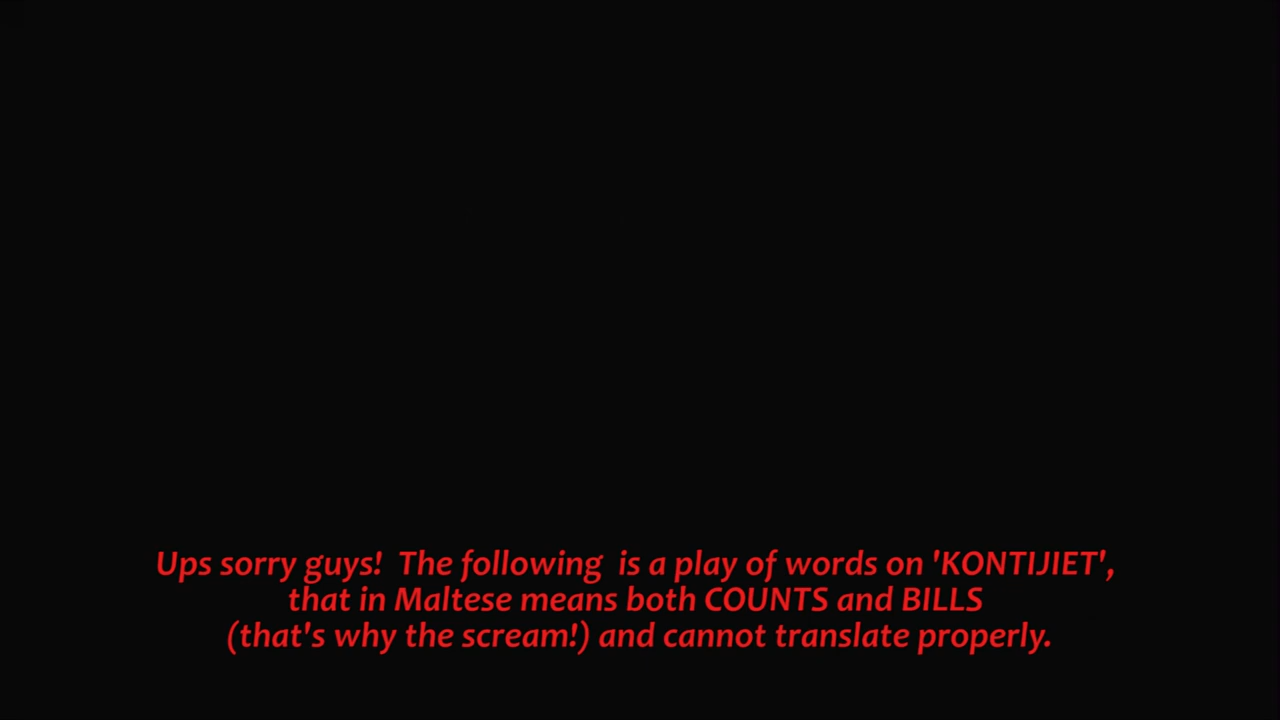 Ups sorry guys!  The following  is a play of words on 'KONTIJIET',
that in Maltese means both COUNTS and BILLS
(that's why the scream!) and cannot translate properly.